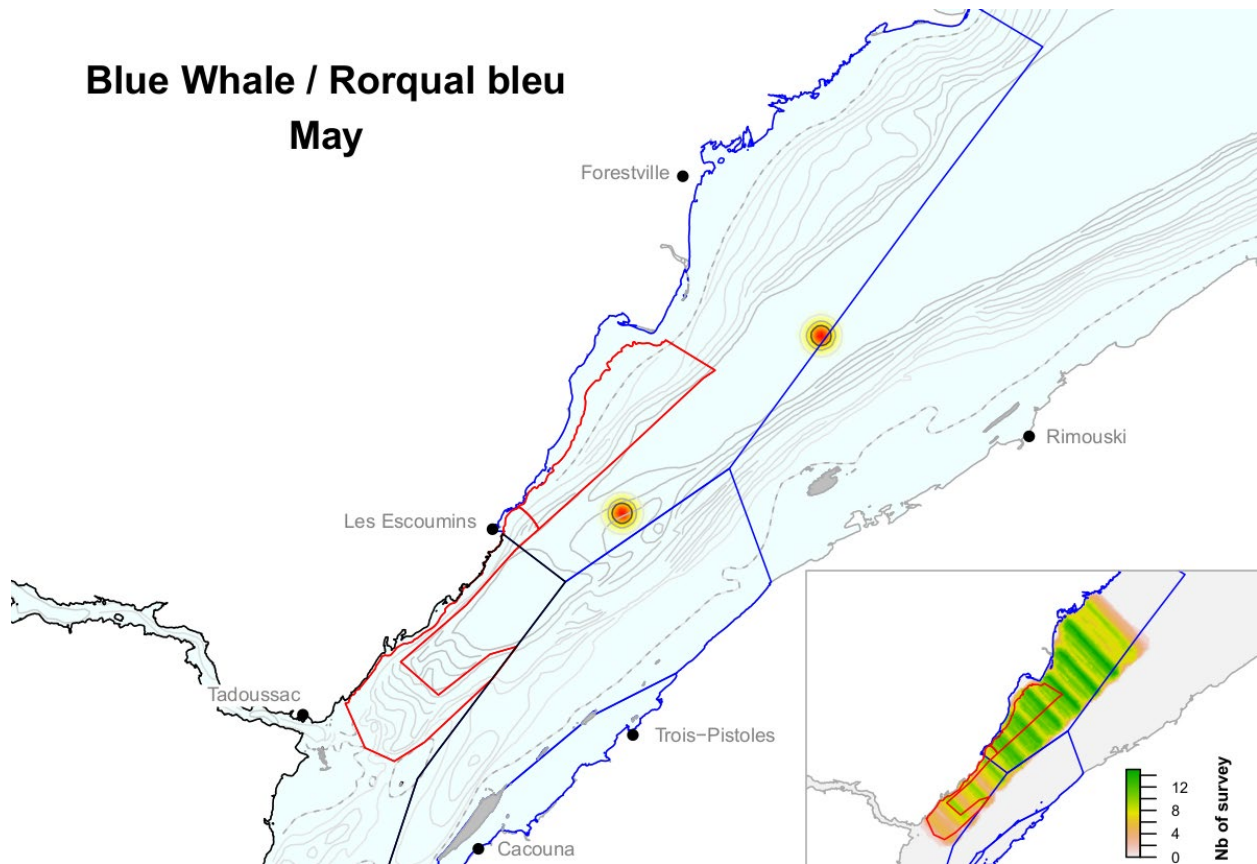 Blue Whale / Rorqual bleu
May
Forestville
Rimouski
Les Escoumins
Tadoussac
Trois−Pistoles
Cacouna
12
8
4
0
Nb of survey